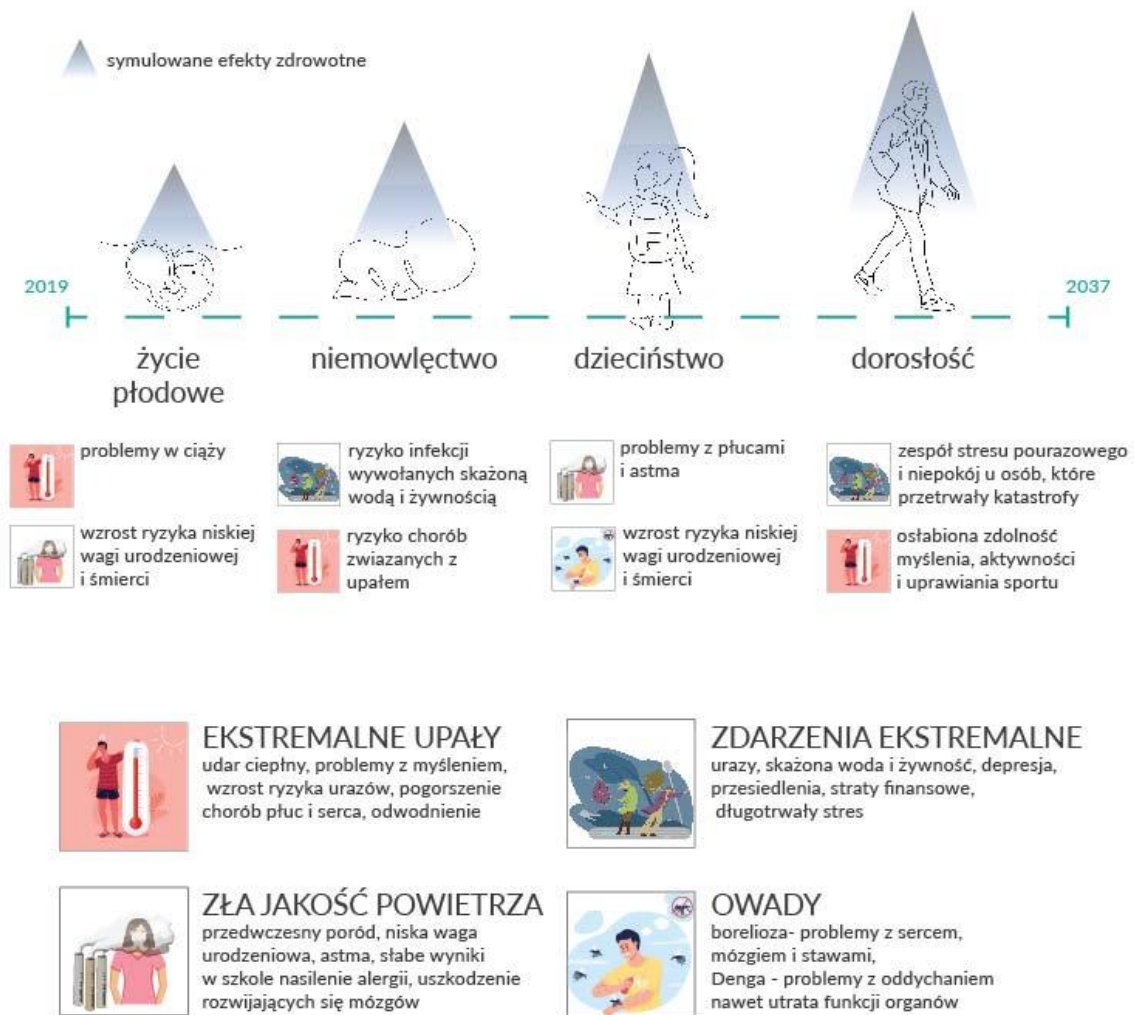 symulowane efekty zdrowotne
2019
2037
życie
płodowe
niemowlęctwo
dzieciństwo
dorosłość
problemy w ciąży
wzrost ryzyka niskiej
wagi urodzeniowej
i śmierci
ryzyko infekcji
wywołanych skażoną
wodą i żywnością
ryzyko chorób
zwiazanych z
upałem
problemy z płucami
i astma
wzrost ryzyka niskiej
wagi urodzeniowej
i śmierci
zespół stresu pourazowego
i niepokój u osób, które
przetrwały katastrofy
osłabiona zdolność
myślenia, aktywności
i uprawiania sportu
EKSTREMALNE UPAŁY
udar ciepłny, problemy z myśleniem,
wzrost ryzyka urazów, pogorszenie
chorób płuc i serca, odwodnienie
ZDARZENIA EKSTREMALNE
urazy, skażona woda i żywność, depresja,
przesiedlenia, straty finansowe,
długotrwały stres
ZŁA JAKOŚĆ POWIETRZA
przedwczesny poród, niska waga
urodzeniowa, astma, słabe wyniki
w szkole nasilenie alergii, uszkodzenie
rozwijających się mózgów
OWADY
borelioza- problemy z sercem,
mózgiem i stawami,
Denga - problemy z oddychaniem
nawet utrata funkcji organów